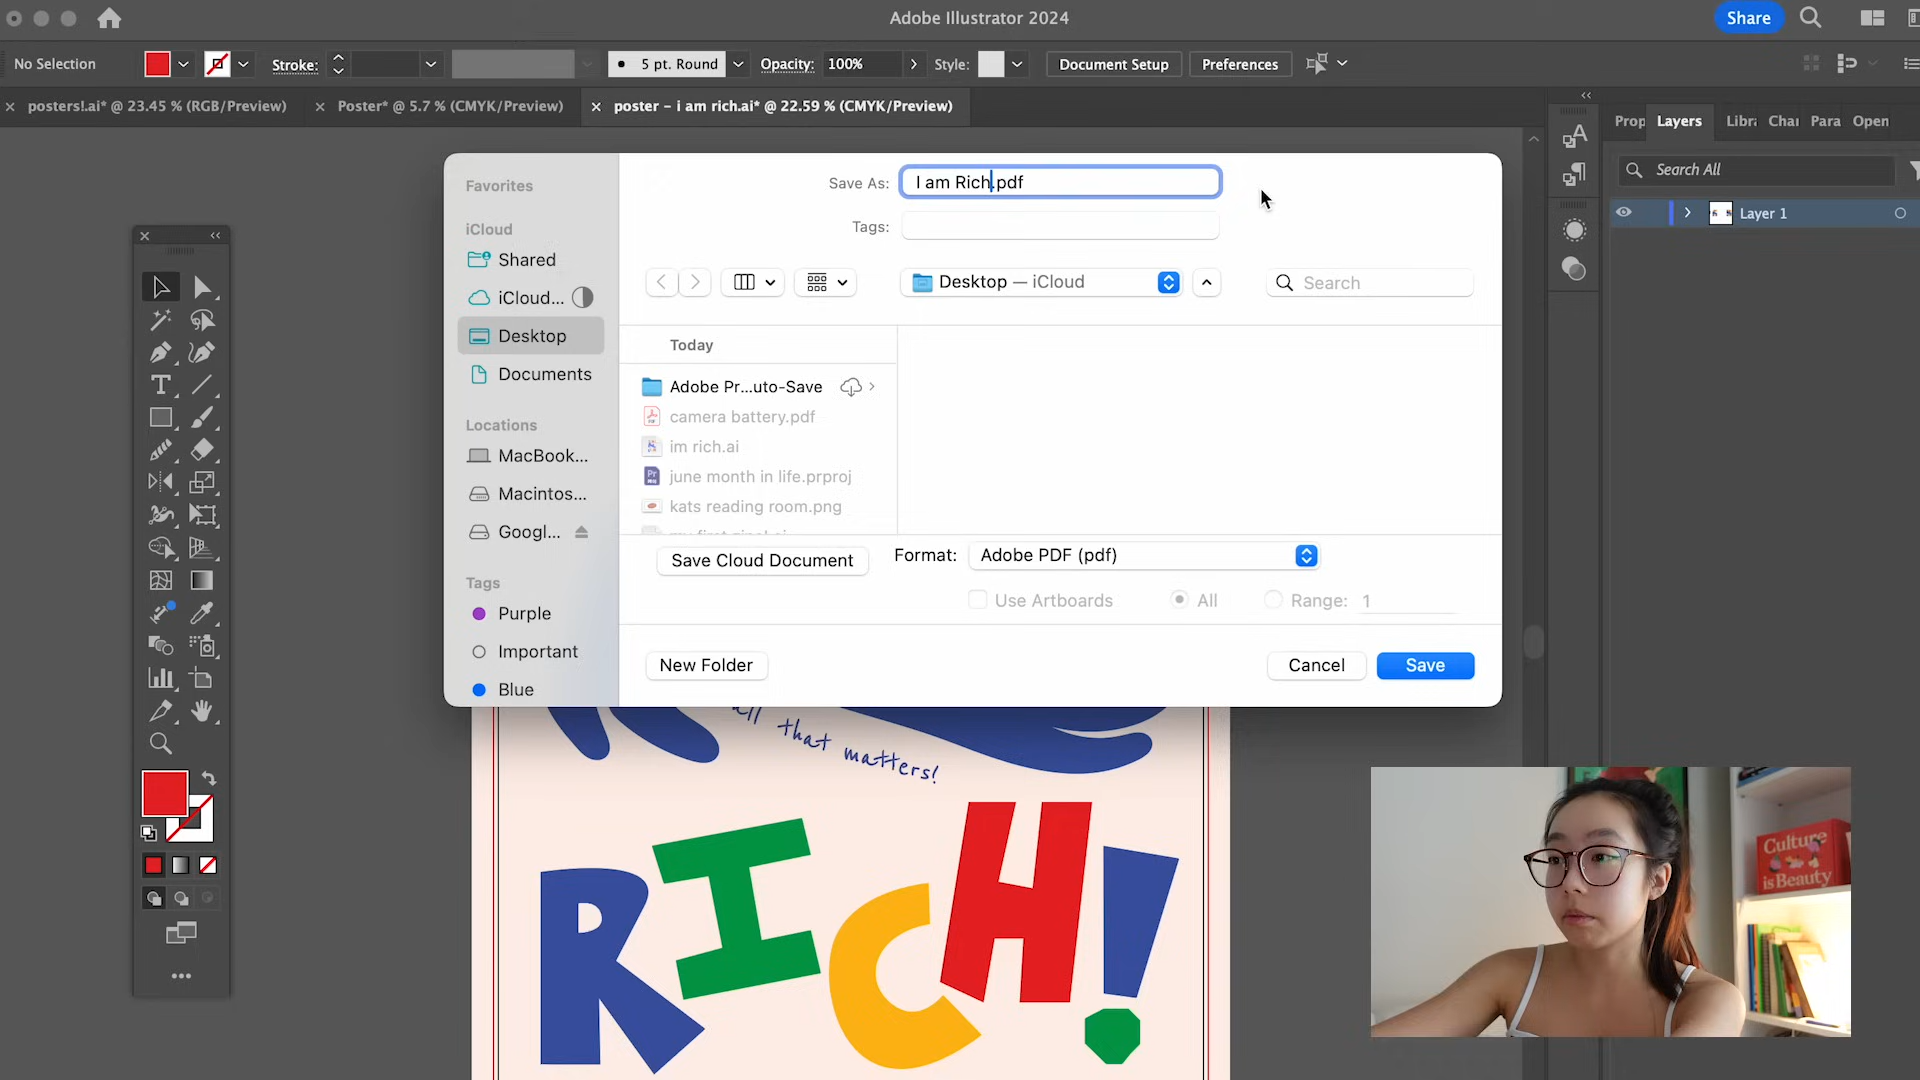 Adobe Illustrator 2024
Share
No Selection
Stroke:
5 pt. Round
Opacity:
100%
Style:
Document Setup
Preferences
posters!.ai* @ 23.45 % (RGB/Preview)
Poster* @ 5.7 % (CMYK/Preview)
poster - i am rich.ai* @ 22.59 % (CMYK/Preview)
Prop
Layers
Libra
Char
Para
Open
Search All
Layer 1
Favorites
iCloud
Shared
iCloud...
Desktop
Documents
Locations
MacBook...
Macintos...
Googl...
Tags
Purple
Important
Blue
Save As:
I am Rich.pdf
Tags:
Desktop — iCloud
Search
Today
Adobe Pr...uto-Save
camera battery.pdf
im rich.ai
june month in life.prproj
kats reading room.png
Save Cloud Document
Format:
Adobe PDF (pdf)
Use Artboards
All
Range:
1
New Folder
Cancel
Save
all that matters!
RICH!
Culture
is Beauty